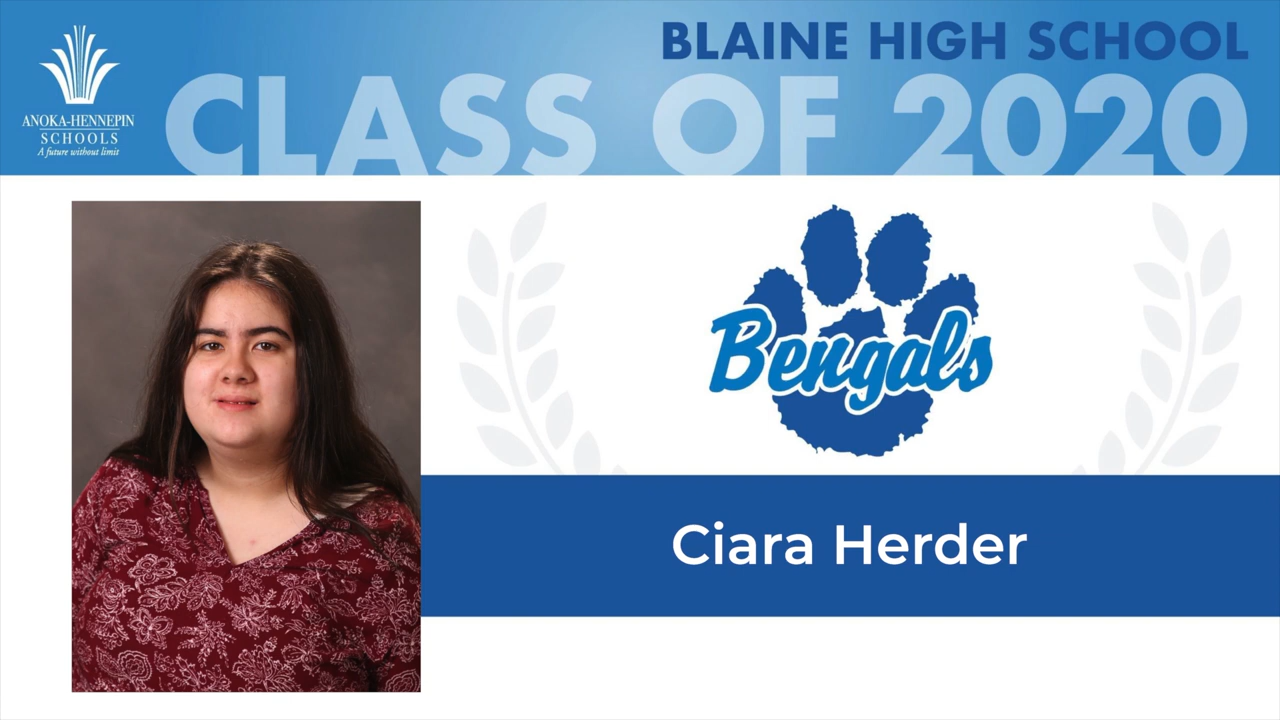 BLAINE HIGH SCHOOL
CLASS OF 2020
ANOKA-HENNEPIN
SCHOOLS
A future without limit
Bengals
Ciara Herder